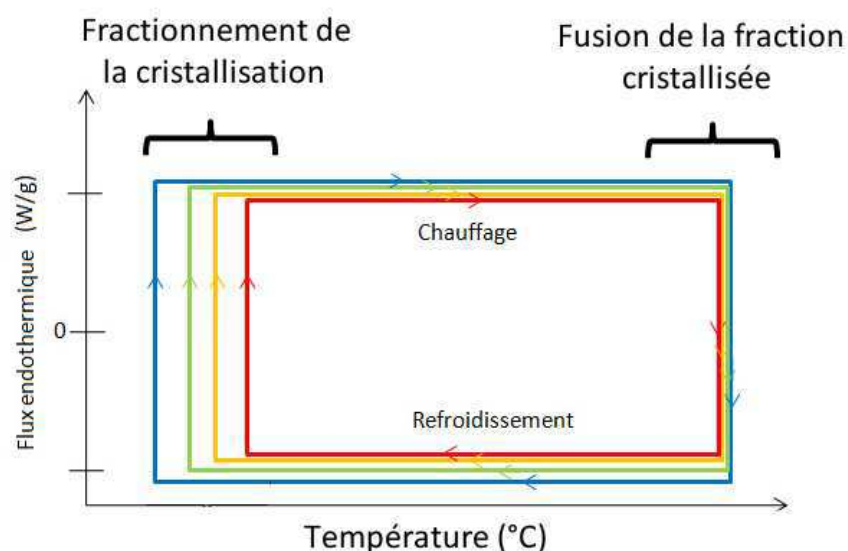 Fractionnement de
la cristallisation
Fusion de la fraction
cristallisée
Flux endothermique (W/g)
0
Chauffage
Refroidissement
Température (°C)